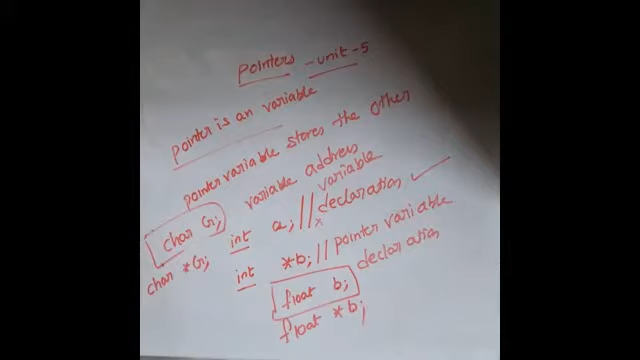 Pointers - unit - 5
pointer is an variable
pointer variable stores the other
variable address
char G;
int a; // variable declaration
char *G;
int *b; // pointer variable declaration
float b;
float *b;